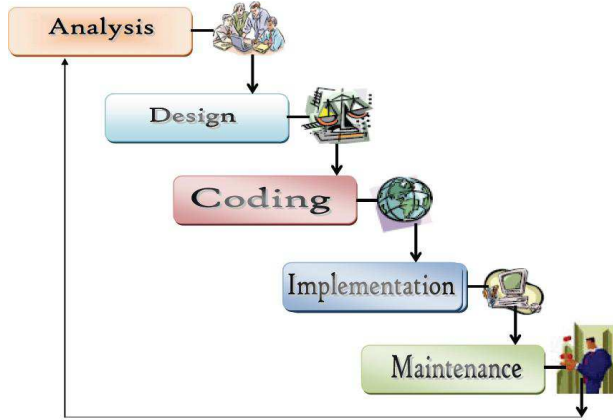 Analysis
Design
Coding
Implementation
Maintenance